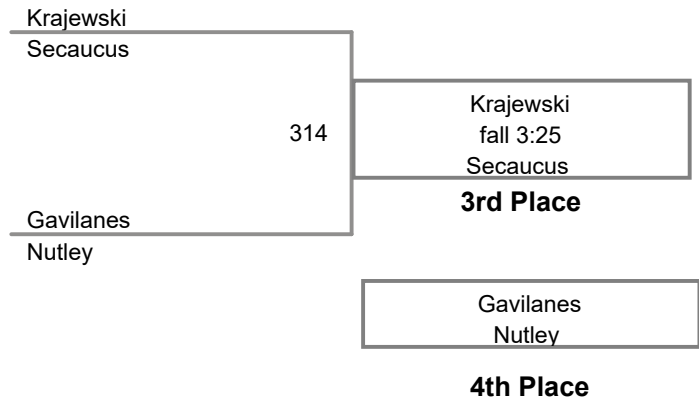 Krajewski
Secaucus
314
Krajewski
fall 3:25
Secaucus
3rd Place
Gavilanes
Nutley
Gavilanes
Nutley
4th Place